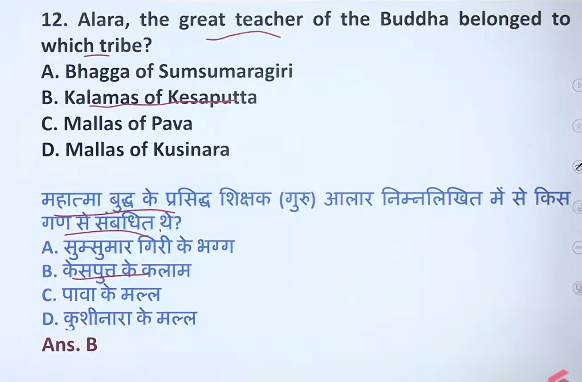 12. Alara, the great teacher of the Buddha belonged to
which tribe?
A. Bhagga of Sumsumaragiri
B. Kalamas of Kesaputta
C. Mallas of Pava
D. Mallas of Kusinara
महात्मा बुद्ध के प्रसिद्ध शिक्षक (गुरु) आलार निम्नलिखित में से किस
गण से संबंधित थे?
A. सुम्सुमार गिरी के भग्ग
B. केसपुत्त के कलाम
C. पावा के मल्ल
D. कुशीनारा के मल्ल
Ans. B